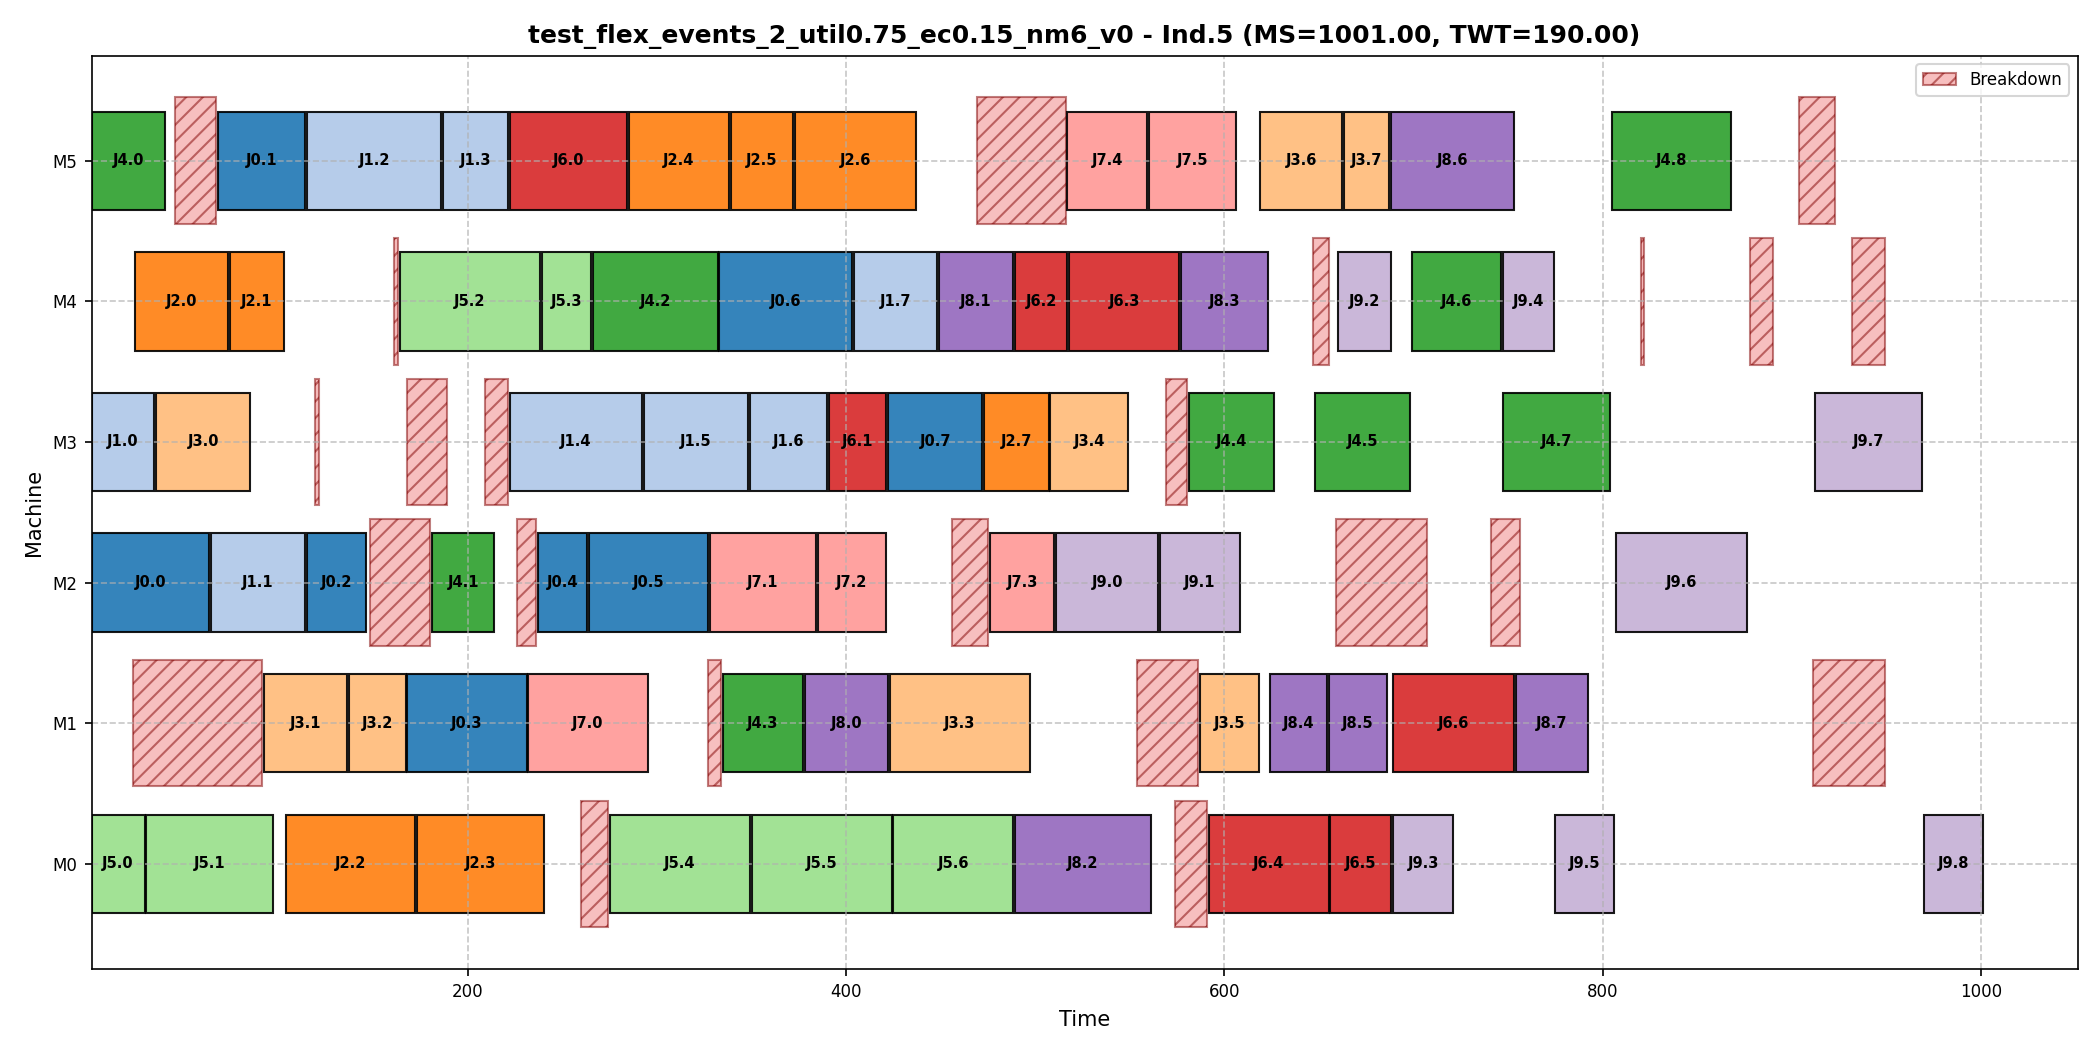 test_flex_events_2_util0.75_ec0.15_nm6_v0 - Ind.5 (MS=1001.00, TWT=190.00)
Breakdown
M5
J4.0 J0.1 J1.2 J1.3 J6.0 J2.4 J2.5 J2.6 J7.4 J7.5 J3.6 J3.7 J8.6 J4.8
M4
J2.0 J2.1 J5.2 J5.3 J4.2 J0.6 J1.7 J8.1 J6.2 J6.3 J8.3 J9.2 J4.6 J9.4
M3
J1.0 J3.0 J1.4 J1.5 J1.6 J6.1 J0.7 J2.7 J3.4 J4.4 J4.5 J4.7 J9.7
Machine
M2
J0.0 J1.1 J0.2 J4.1 J0.4 J0.5 J7.1 J7.2 J7.3 J9.0 J9.1 J9.6
M1
J3.1 J3.2 J0.3 J7.0 J4.3 J8.0 J3.3 J3.5 J8.4 J8.5 J6.6 J8.7
M0
J5.0 J5.1 J2.2 J2.3 J5.4 J5.5 J5.6 J8.2 J6.4 J6.5 J9.3 J9.5 J9.8
200 400 600 800 1000
Time